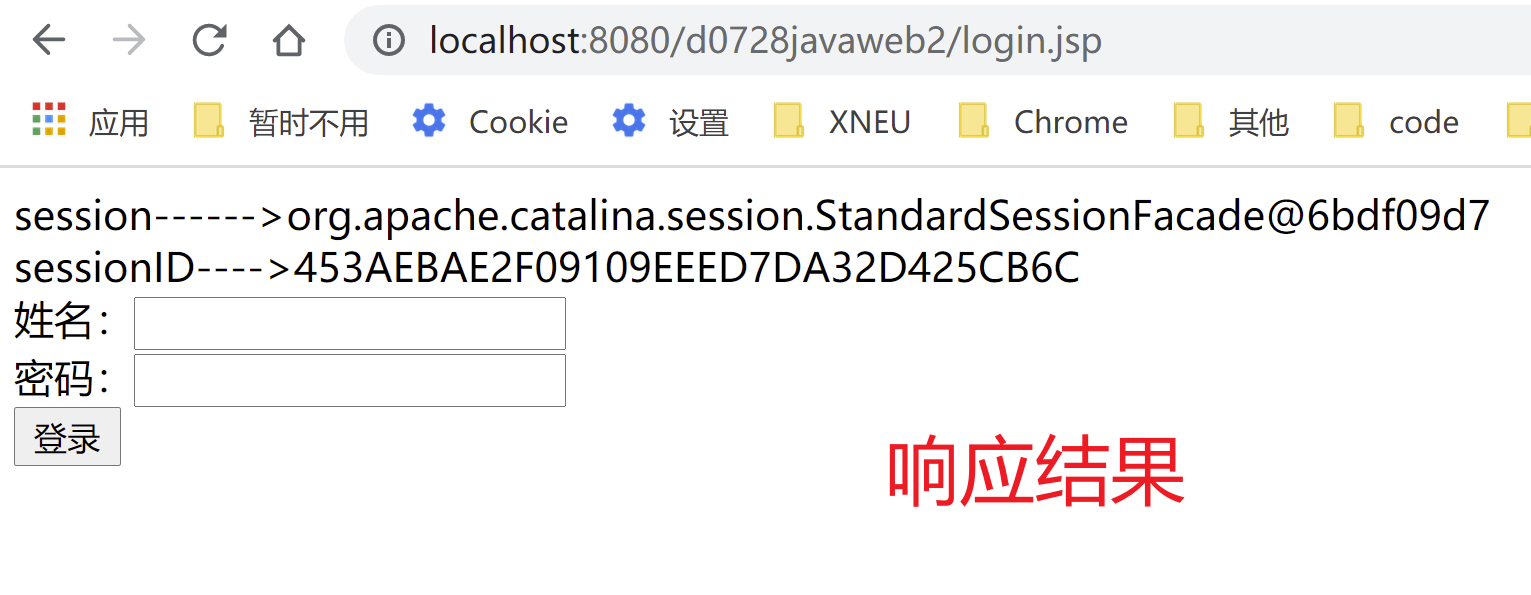 localhost:8080/d0728javaweb2/login.jsp
应用 暂时不用 Cookie 设置 XNEU Chrome 其他 code
session------>org.apache.catalina.session.StandardSessionFacade@6bdf09d7
sessionID---->453AEBAE2F09109EEED7DA32D425CB6C
姓名：
密码：
登录
响应结果